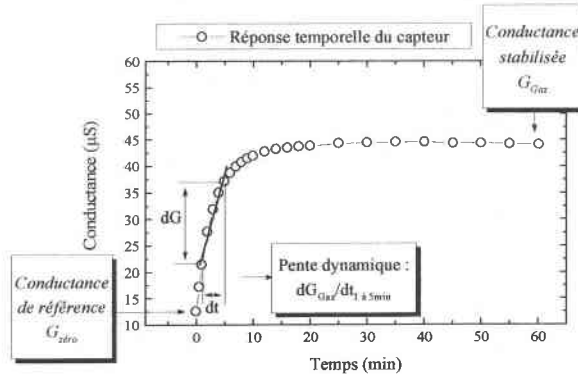 Réponse temporelle du capteur
Conductance
stabilisée
G_Gaz
Conductance (µS)
60
55
50
45
40
35
30
25
20
15
10
dG
dt
Pente dynamique :
dG_Gaz/dt_1 à 5min
Conductance
de référence
G_zéro
0
10
20
30
40
50
60
Temps (min)